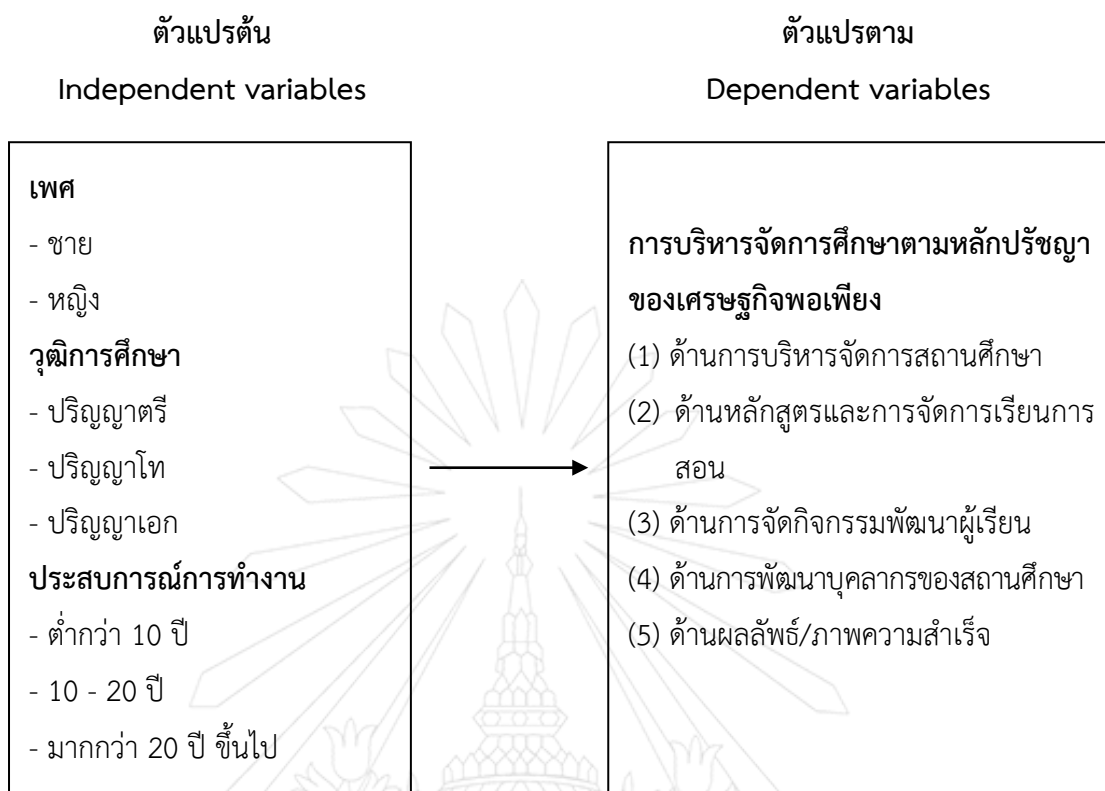 ตัวแปรต้น
Independent variables
เพศ
- ชาย
- หญิง
วุฒิการศึกษา
- ปริญญาตรี
- ปริญญาโท
- ปริญญาเอก
ประสบการณ์การทำงาน
- ต่ำกว่า 10 ปี
- 10 - 20 ปี
- มากกว่า 20 ปี ขึ้นไป
ตัวแปรตาม
Dependent variables
การบริหารจัดการศึกษาตามหลักปรัชญา
ของเศรษฐกิจพอเพียง
(1) ด้านการบริหารจัดการสถานศึกษา
(2) ด้านหลักสูตรและการจัดการเรียนการ
สอน
(3) ด้านการจัดกิจกรรมพัฒนาผู้เรียน
(4) ด้านการพัฒนาบุคลากรของสถานศึกษา
(5) ด้านผลลัพธ์/ภาพความสำเร็จ